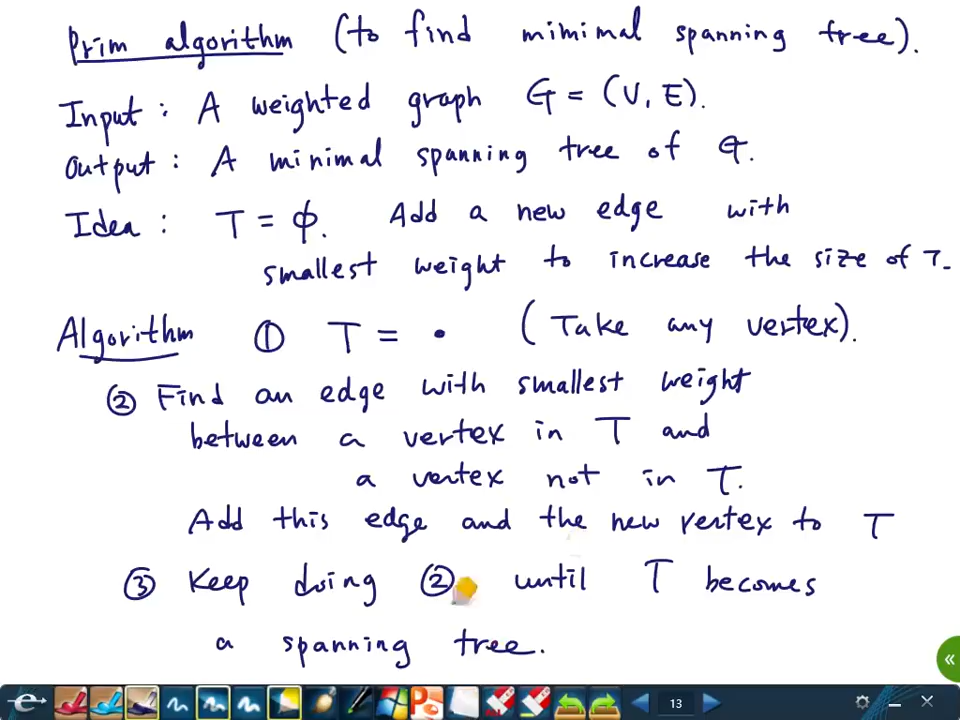 Prim algorithm (to find mimimal spanning tree).
Input : A weighted graph G = (V, E).
Output : A minimal spanning tree of G.
Idea : T = φ. Add a new edge with
smallest weight to increase the size of T.
Algorithm ① T = • (Take any vertex).
② Find an edge with smallest weight
between a vertex in T and
a vertex not in T.
Add this edge and the new vertex to T
③ Keep doing ② until T becomes
a spanning tree.
«
13